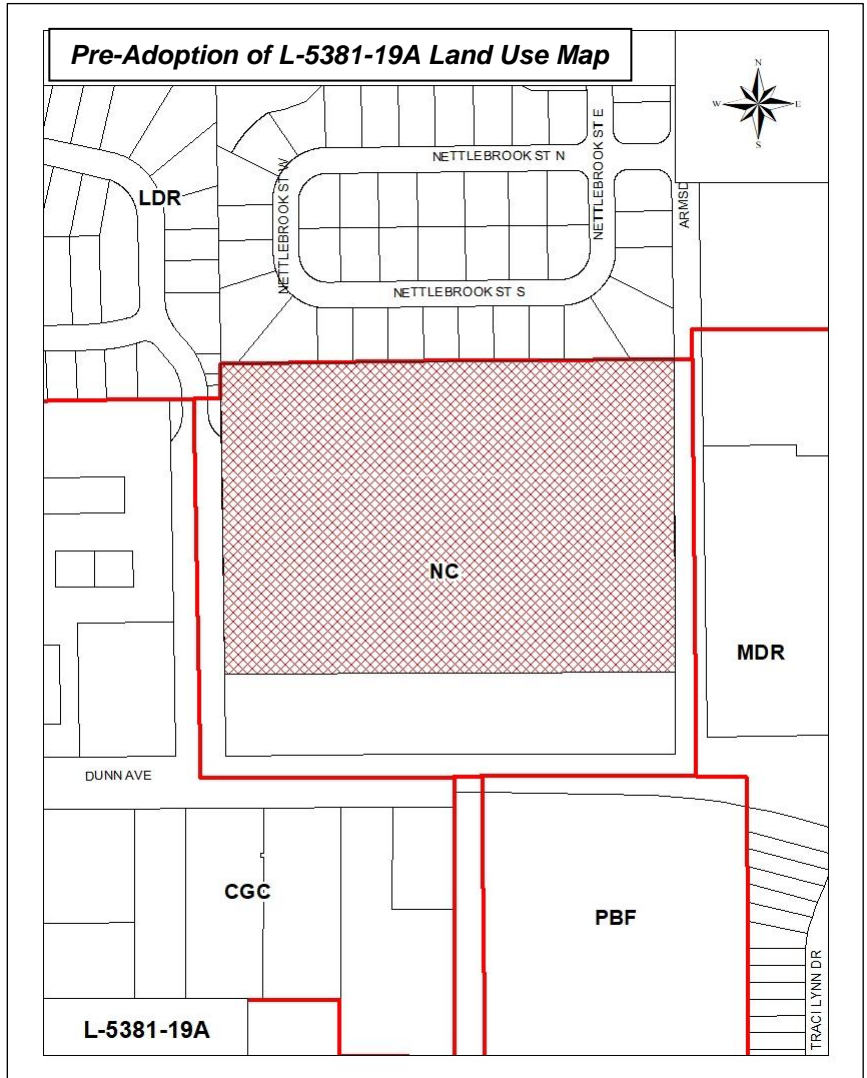 Pre-Adoption of L-5381-19A Land Use Map
N
W
E
S
NETTLEBROOK ST N
NETTLEBROOK ST E
LDR
NETTLEBROOK ST W
ARMSD
NETTLEBROOK ST S
NC
MDR
DUNN AVE
CGC
PBF
L-5381-19A
TRACI LYNN DR